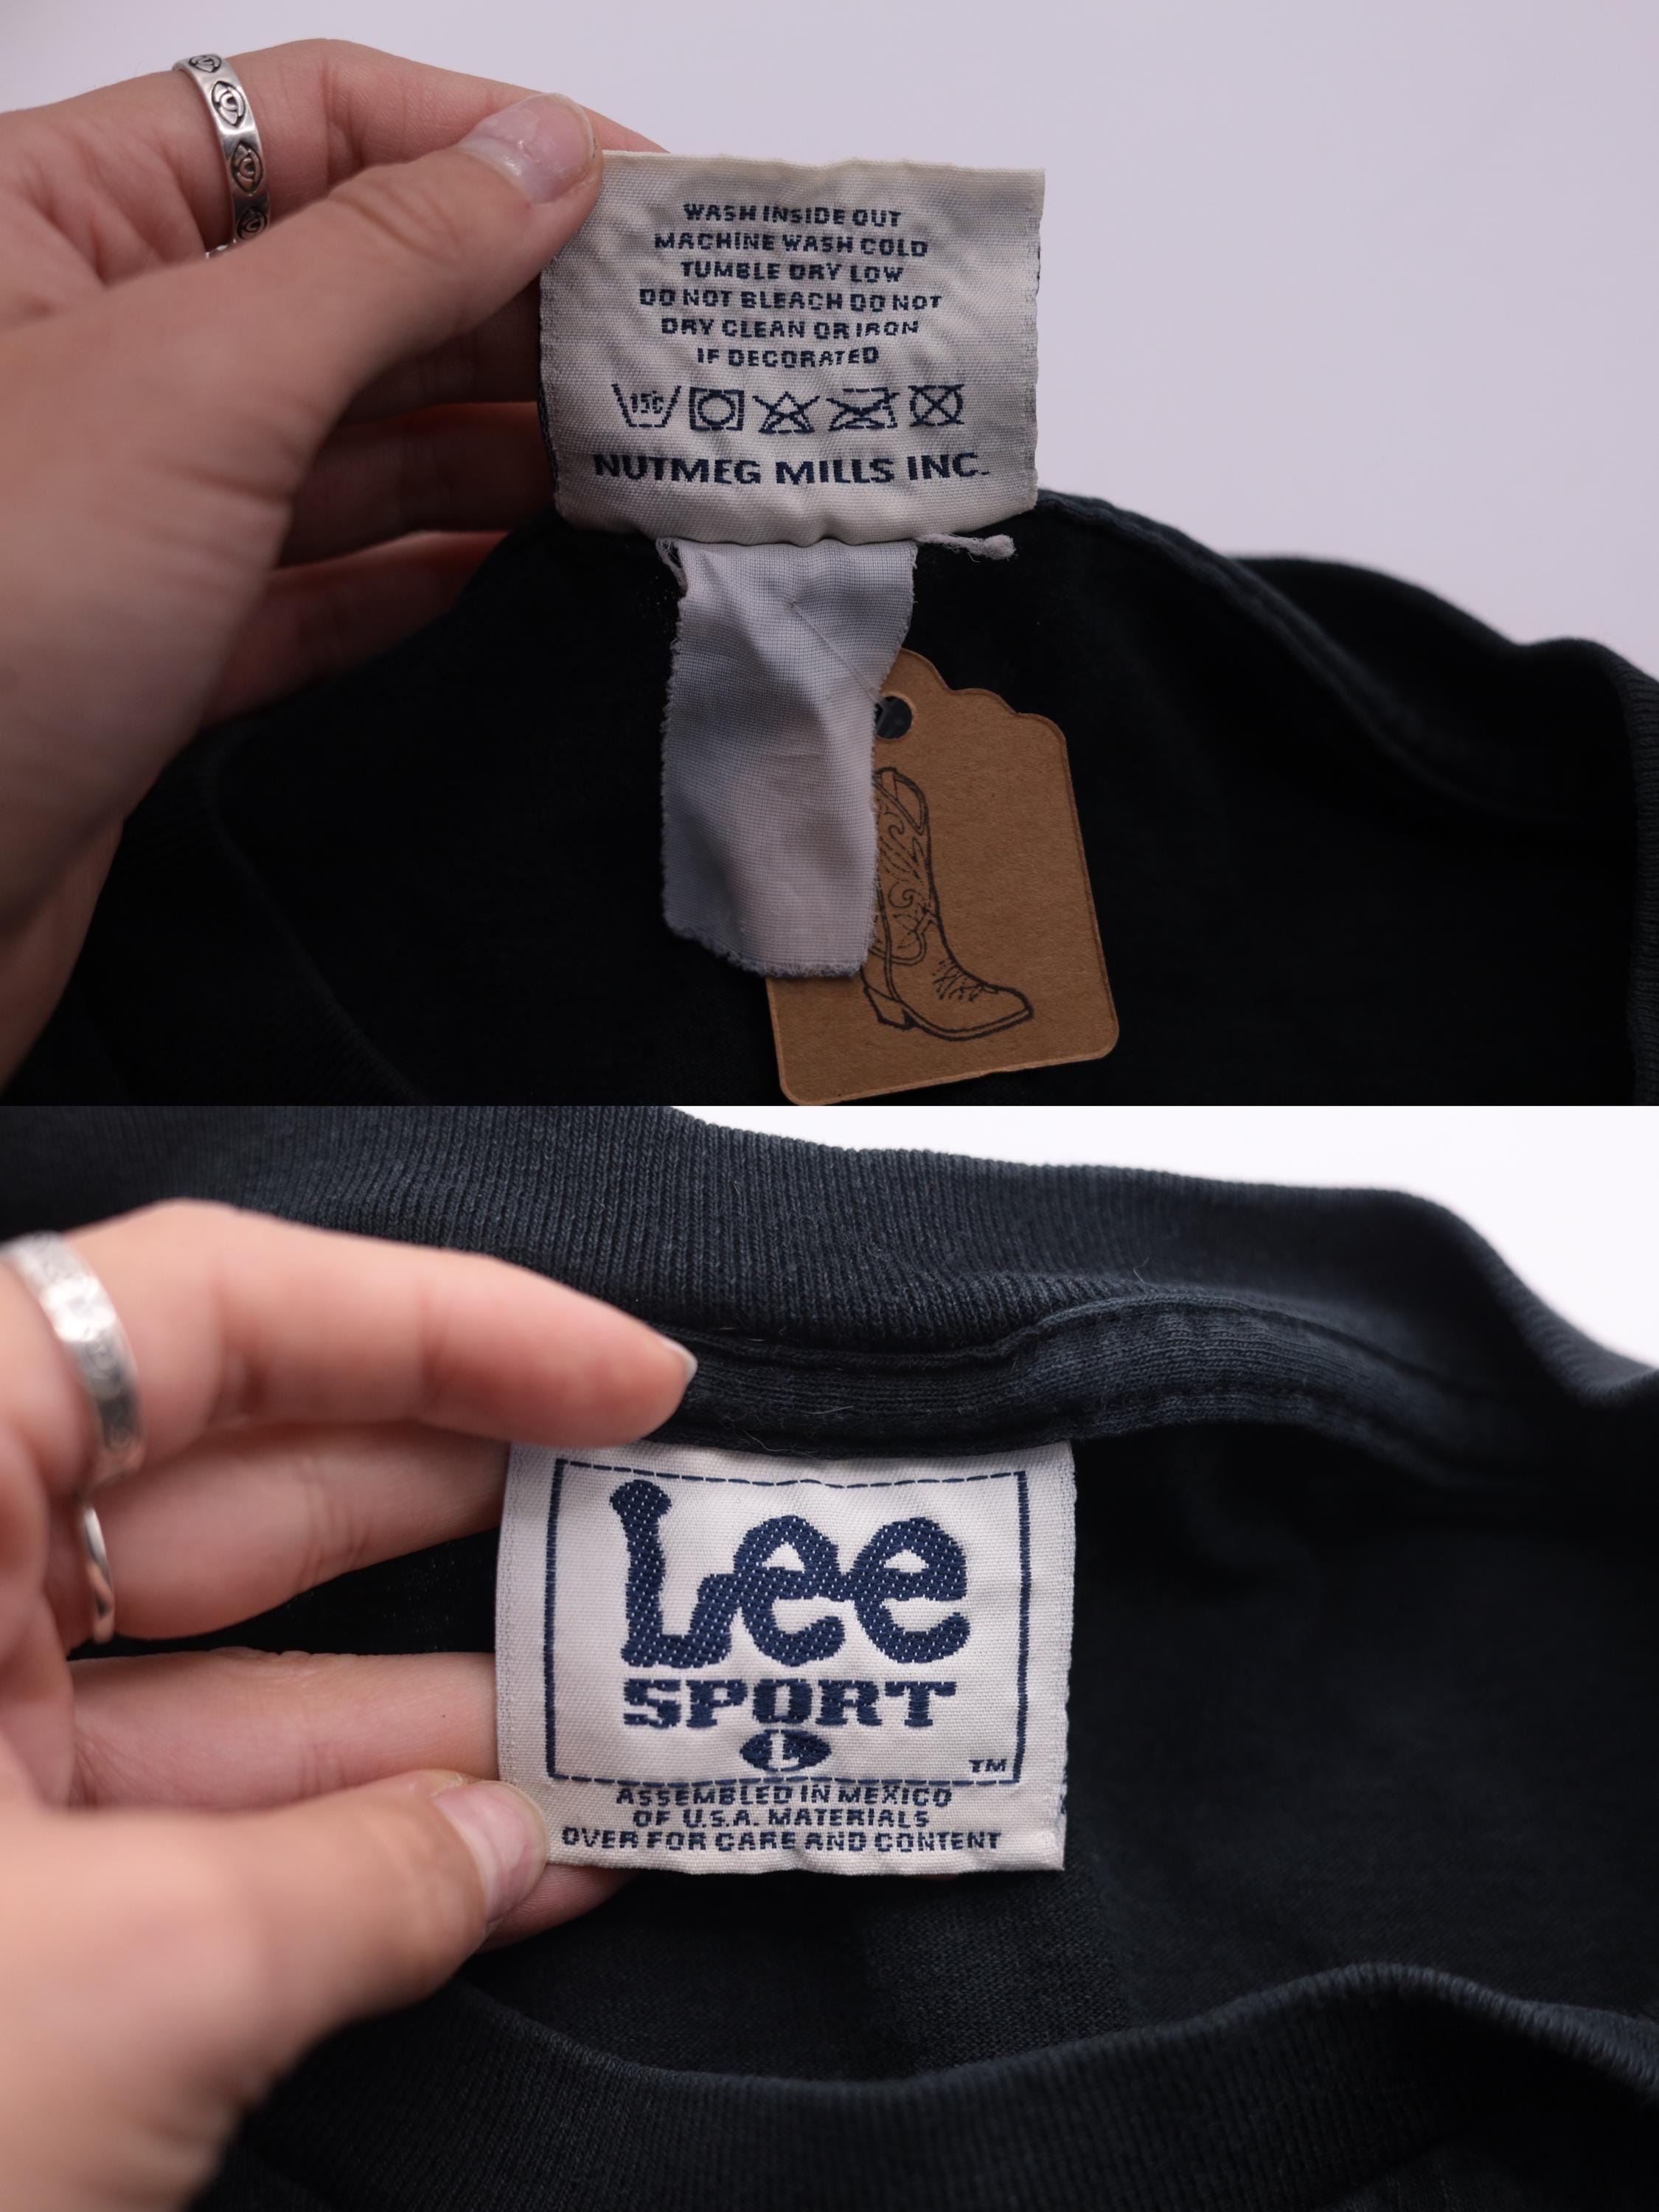 WASH INSIDE OUT
MACHINE WASH COLD
TUMBLE DRY LOW
DO NOT BLEACH DO NOT
DRY CLEAN OR IRON
IF DECORATED
15C
NUTMEG MILLS INC.
Lee
SPORT
L
TM
ASSEMBLED IN MEXICO
OF U.S.A. MATERIALS
OVER FOR CARE AND CONTENT